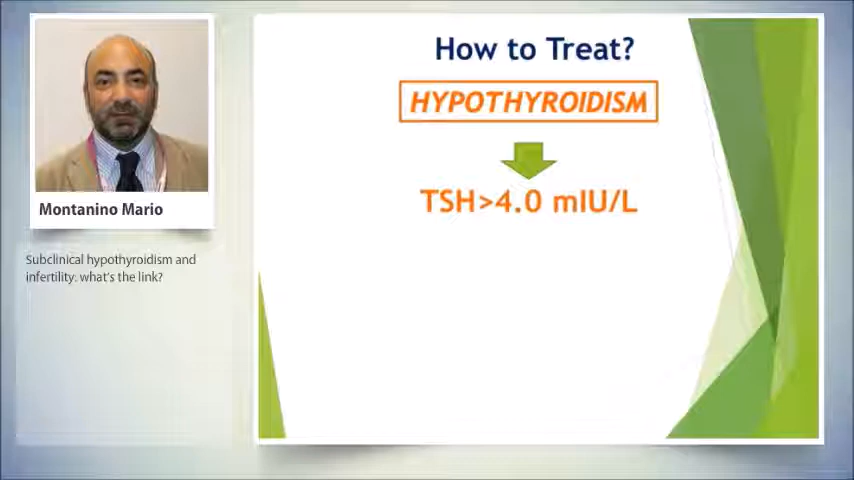 How to Treat?
HYPOTHYROIDISM
TSH>4.0 mIU/L
Montanino Mario
Subclinical hypothyroidism and
infertility: what's the link?